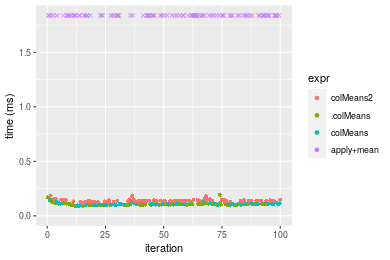 time (ms)
1.5
1.0
0.5
0.0
0
25
50
75
100
iteration
expr
colMeans2
.colMeans
colMeans
apply+mean